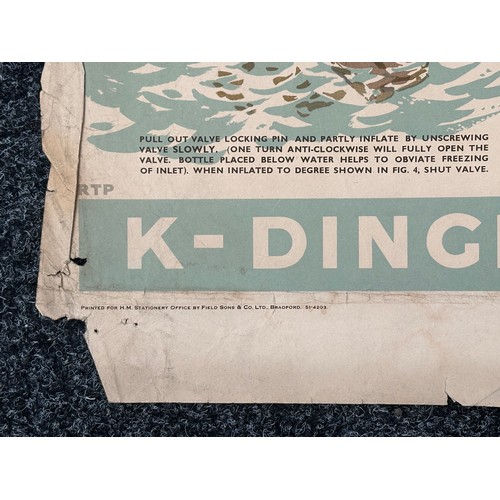 PULL OUT VALVE LOCKING PIN AND PARTLY INFLATE BY UNSCREWING
VALVE SLOWLY. (ONE TURN ANTI-CLOCKWISE WILL FULLY OPEN THE
VALVE. BOTTLE PLACED BELOW WATER HELPS TO OBVIATE FREEZING
OF INLET). WHEN INFLATED TO DEGREE SHOWN IN FIG. 4, SHUT VALVE.
RTP
K-DING
PRINTED FOR H.M. STATIONERY OFFICE BY FIELD SONS & CO. LTD., BRADFORD. 51-4203.